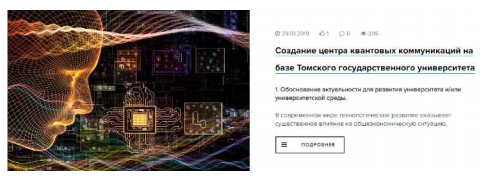 29.03.2019 1 0 206
Создание центра квантовых коммуникаций на
базе Томского государственного университета
1. Обоснование актуальности для развития университета и/или
университетской среды.
В современном мире технологическое развитие оказывает
существенное влияние на общеэкономическую ситуацию.
ПОДРОБНЕЕ